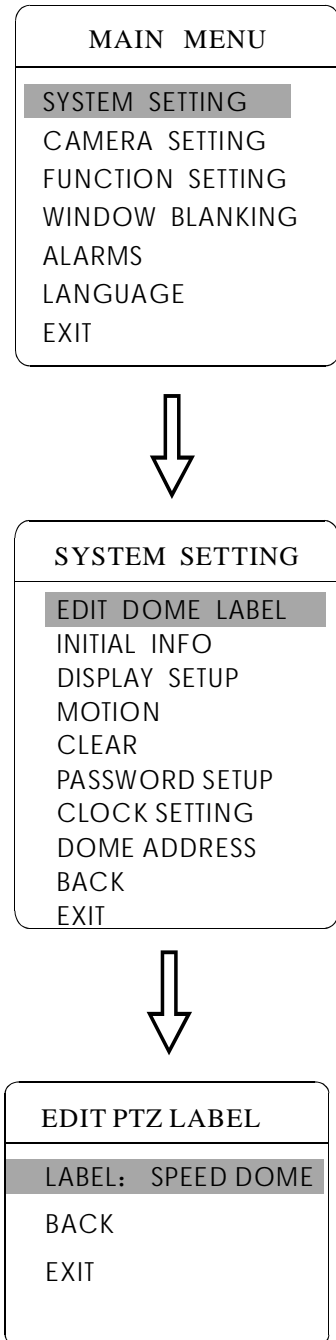 MAIN MENU
SYSTEM SETTING
CAMERA SETTING
FUNCTION SETTING
WINDOW BLANKING
ALARMS
LANGUAGE
EXIT
SYSTEM SETTING
EDIT DOME LABEL
INITIAL INFO
DISPLAY SETUP
MOTION
CLEAR
PASSWORD SETUP
CLOCK SETTING
DOME ADDRESS
BACK
EXIT
EDIT PTZ LABEL
LABEL： SPEED DOME
BACK
EXIT